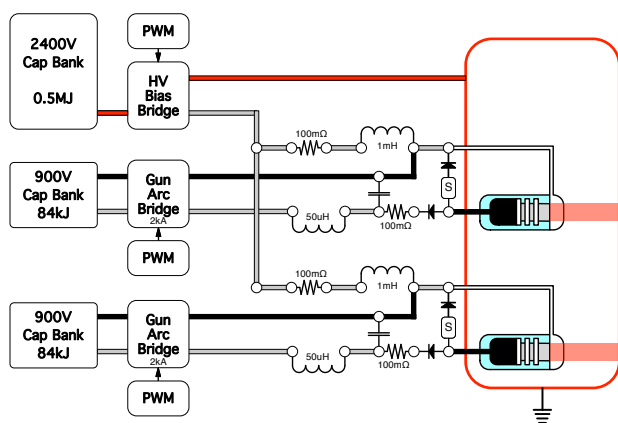 2400V
Cap Bank
0.5MJ
PWM
HV
Bias
Bridge
100mΩ
1mH
900V
Cap Bank
84kJ
Gun
Arc
Bridge
2kA
PWM
50uH
100mΩ
S
100mΩ
1mH
900V
Cap Bank
84kJ
Gun
Arc
Bridge
2kA
PWM
50uH
100mΩ
S